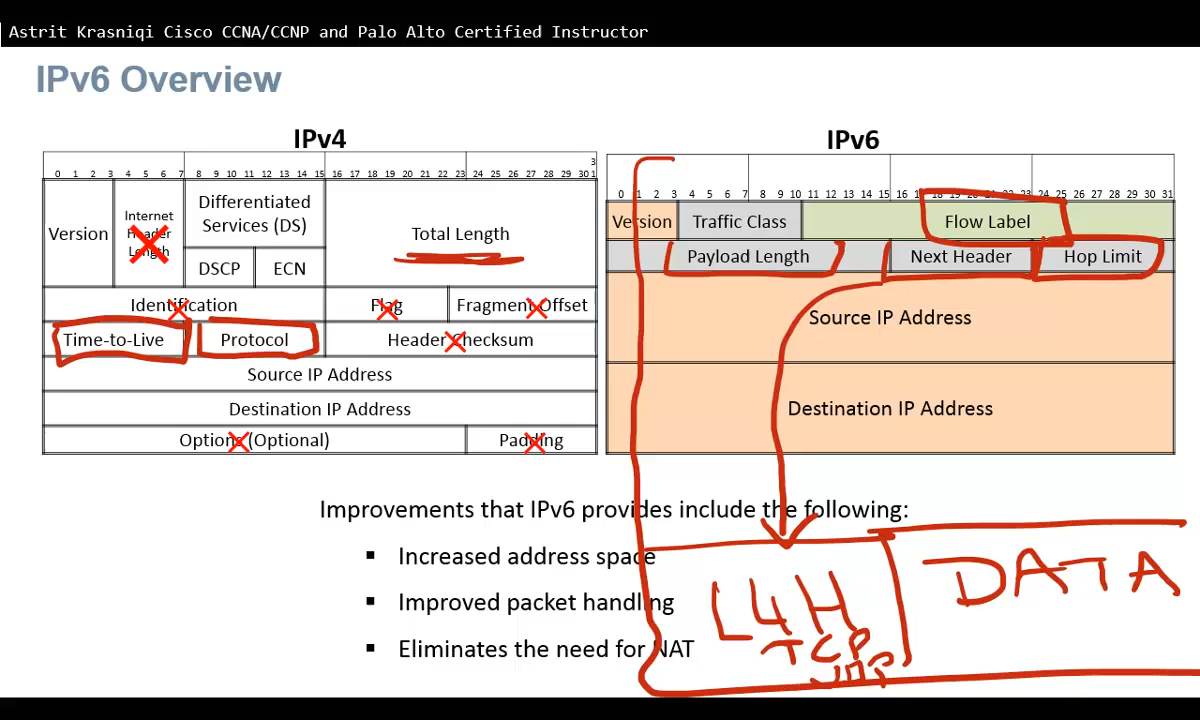 Astrit Krasniqi Cisco CCNA/CCNP and Palo Alto Certified Instructor
IPv6 Overview
IPv4
0 1 2 3 4 5 6 7 8 9 10 11 12 13 14 15 16 17 18 19 20 21 22 23 24 25 26 27 28 29 30 31
Version
Internet
Header
Length
Differentiated
Services (DS)
DSCP
ECN
Total Length
Identification
Flag
Fragment Offset
Time-to-Live
Protocol
Header Checksum
Source IP Address
Destination IP Address
Options (Optional)
Padding
IPv6
0 1 2 3 4 5 6 7 8 9 10 11 12 13 14 15 16 17 18 19 20 21 22 23 24 25 26 27 28 29 30 31
Version
Traffic Class
Flow Label
Payload Length
Next Header
Hop Limit
Source IP Address
Destination IP Address
Improvements that IPv6 provides include the following:
▪ Increased address space
▪ Improved packet handling
▪ Eliminates the need for NAT
L4H
TCP
UDP
DATA